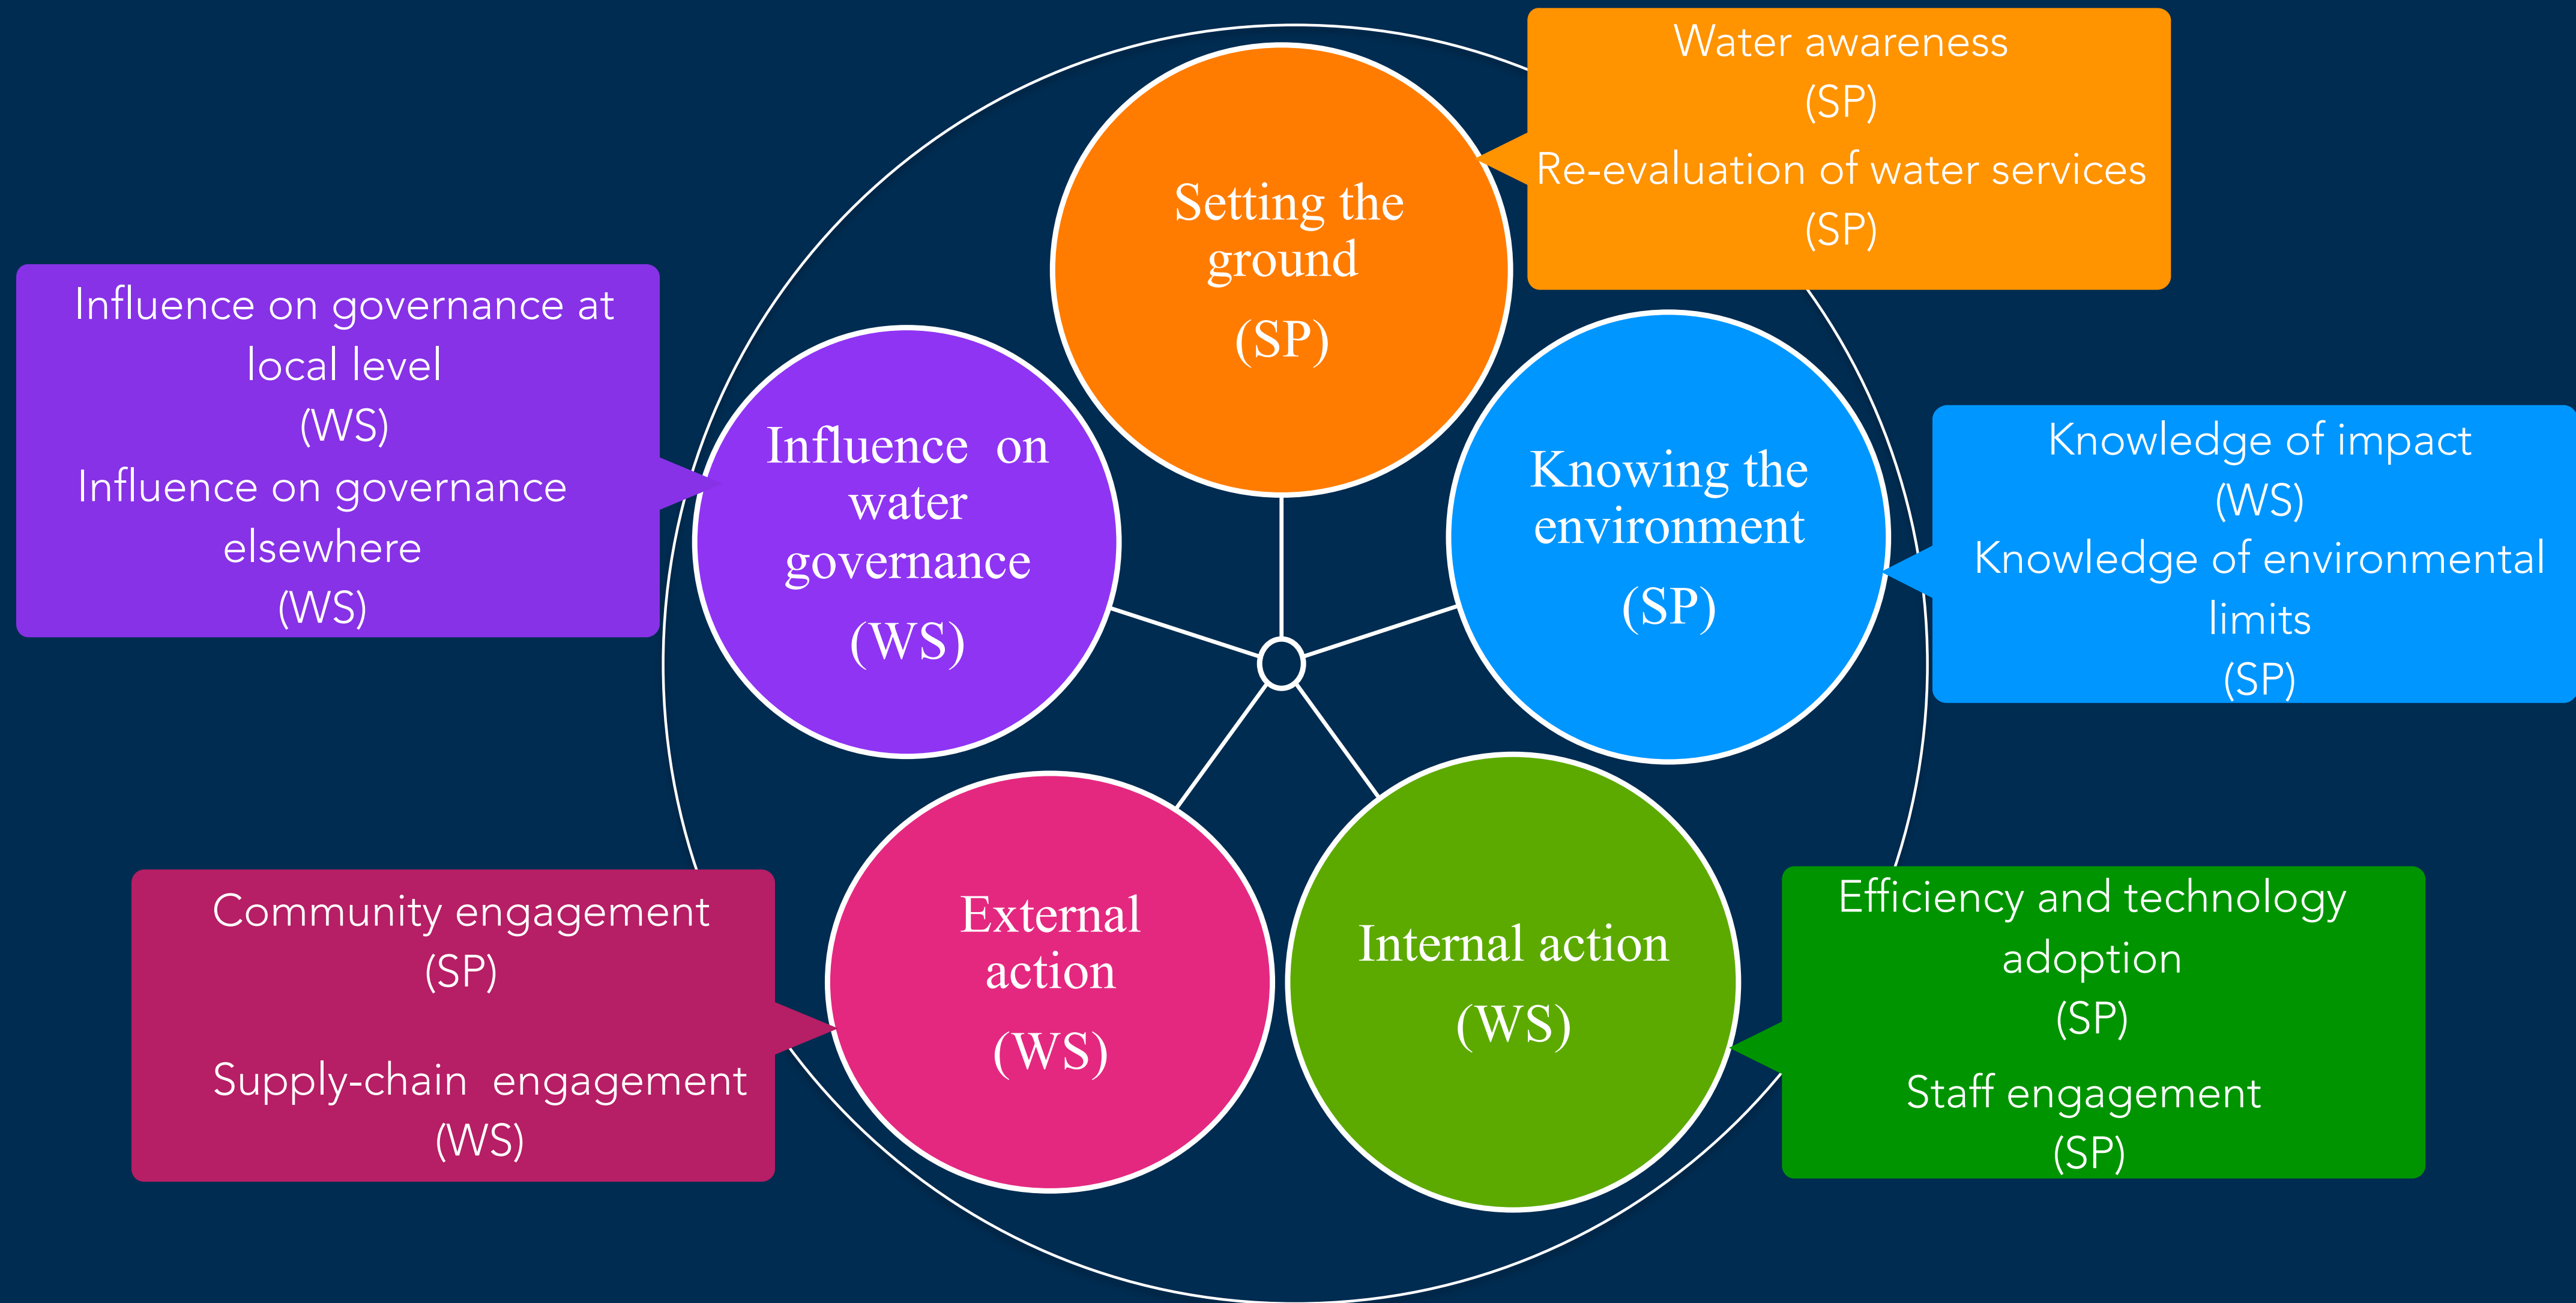 Setting the
ground
(SP)
Water awareness
(SP)
Re-evaluation of water services
(SP)
Knowing the
environment
(SP)
Knowledge of impact
(WS)
Knowledge of environmental
limits
(SP)
Internal action
(WS)
Efficiency and technology
adoption
(SP)
Staff engagement
(SP)
External
action
(WS)
Community engagement
(SP)
Supply-chain engagement
(WS)
Influence on
water
governance
(WS)
Influence on governance at
local level
(WS)
Influence on governance
elsewhere
(WS)